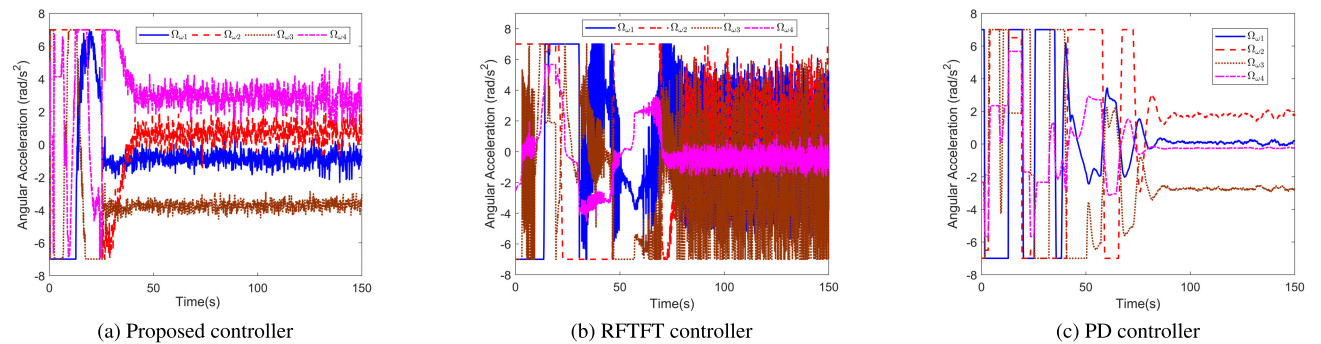 8
6
4
2
0
-2
-4
-6
-8
Angular Acceleration (rad/s²)
Ω_ω1 Ω_ω2 Ω_ω3 Ω_ω4
0 50 100 150
Time(s)
(a) Proposed controller
8
6
4
2
0
-2
-4
-6
-8
Angular Acceleration (rad/s²)
Ω_ω1 Ω_ω2 Ω_ω3 Ω_ω4
0 50 100 150
Time(s)
(b) RFTFT controller
8
6
4
2
0
-2
-4
-6
-8
Angular Acceleration (rad/s²)
Ω_ω1
Ω_ω2
Ω_ω3
Ω_ω4
0 50 100 150
Time(s)
(c) PD controller